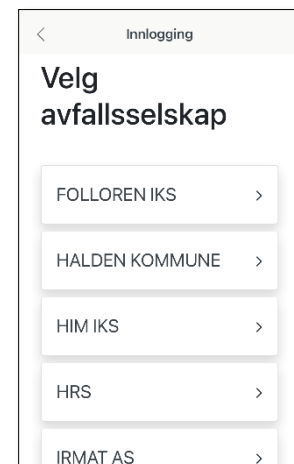 Innlogging
Velg
avfallsselskap
FOLLOREN IKS
HALDEN KOMMUNE
HIM IKS
HRS
IRMAT AS